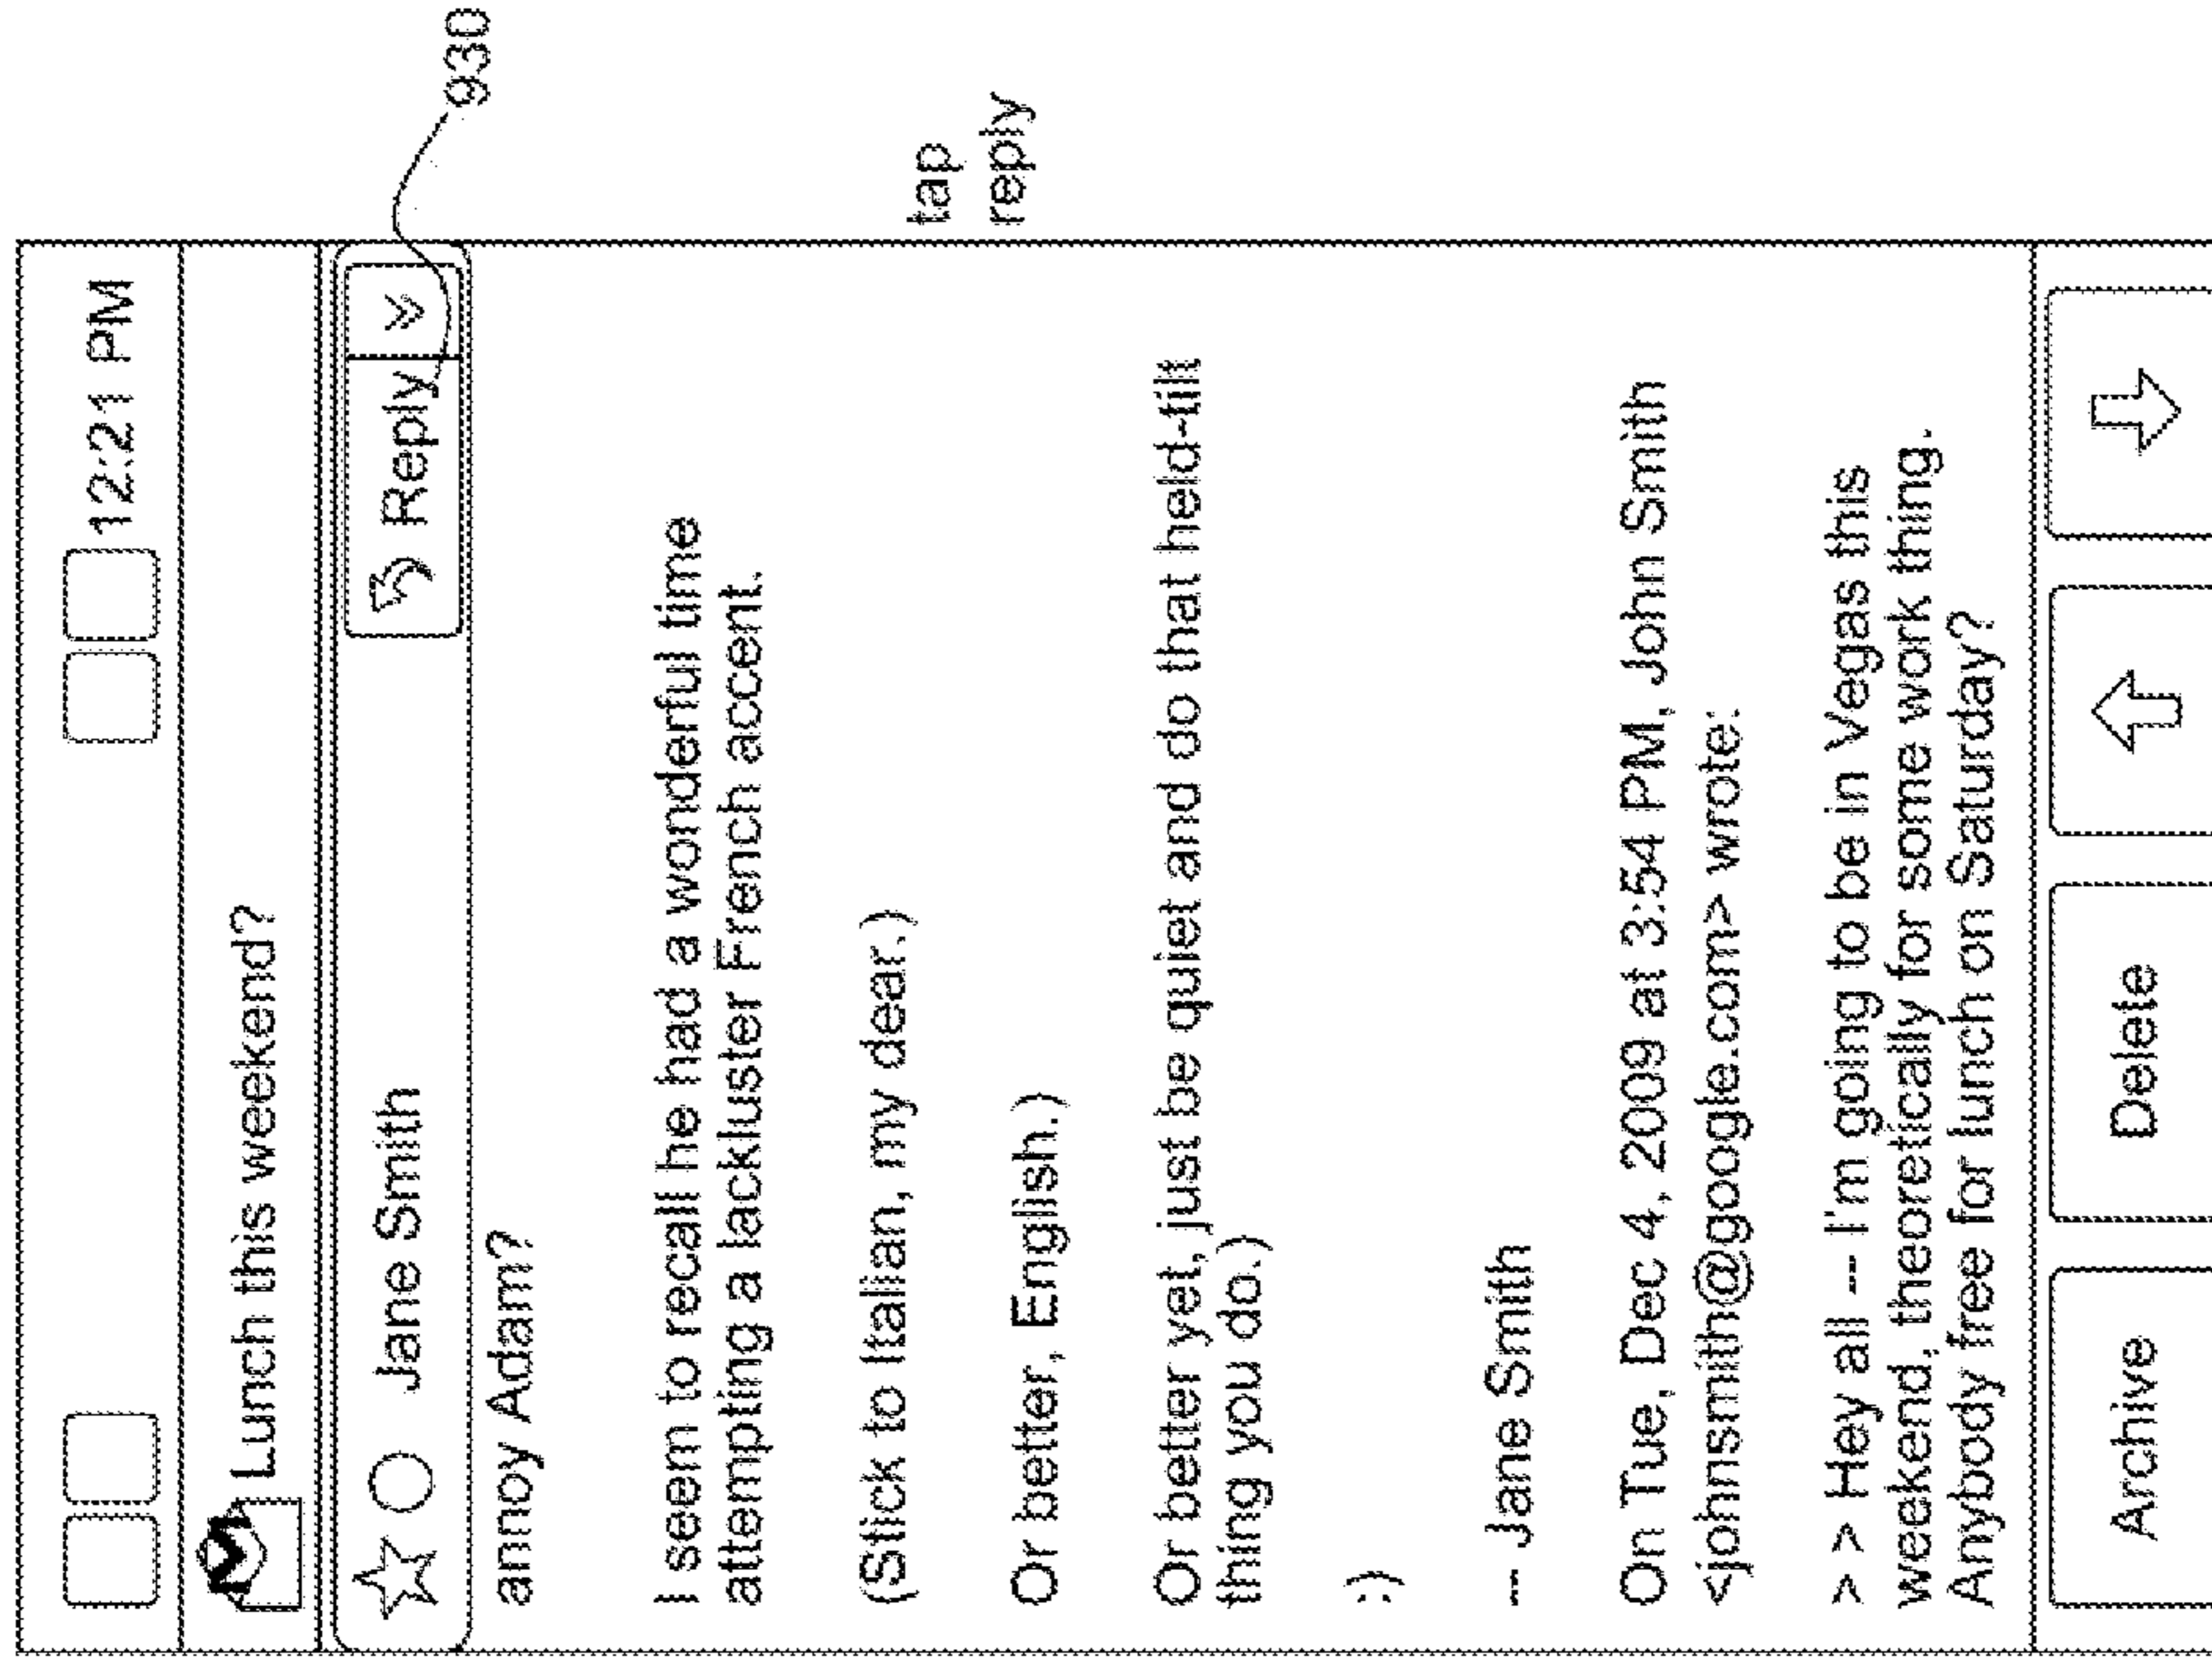 12:21 PM
Lunch this weekend?
Jane Smith
Reply
930
annoy Adam?
I seem to recall he had a wonderful time
attempting a lackluster French accent.
(Stick to Italian, my dear.)
tap
reply
Or better, English.)
Or better yet, just be quiet and do that held-tilt
thing you do.)
:)
-- Jane Smith
On Tue, Dec 4, 2009 at 3:54 PM, John Smith
<johnsmith@google.com> wrote:
> > Hey all -- I'm going to be in Vegas this
weekend, theoretically for some work thing.
Anybody free for lunch on Saturday?
Archive
Delete